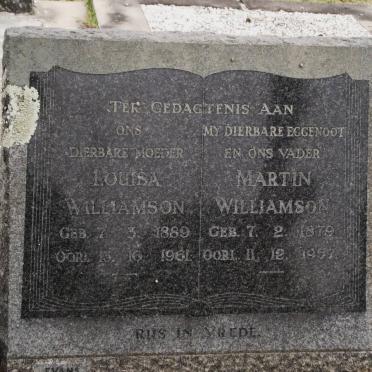 TER GEDAGTENIS AAN
ONS
DIERBARE MOEDER
LOUISA
WILLIAMSON
GEB. 7. 3. 1889
OORL. 13. 10 1961.
MY DIERBARE EGGENOOT
EN ONS VADER
MARTIN
WILLIAMSON
GEB. 7. 2. 1879
OORL. 11. 12. 1957.
RUS IN VREDE.
EVANS